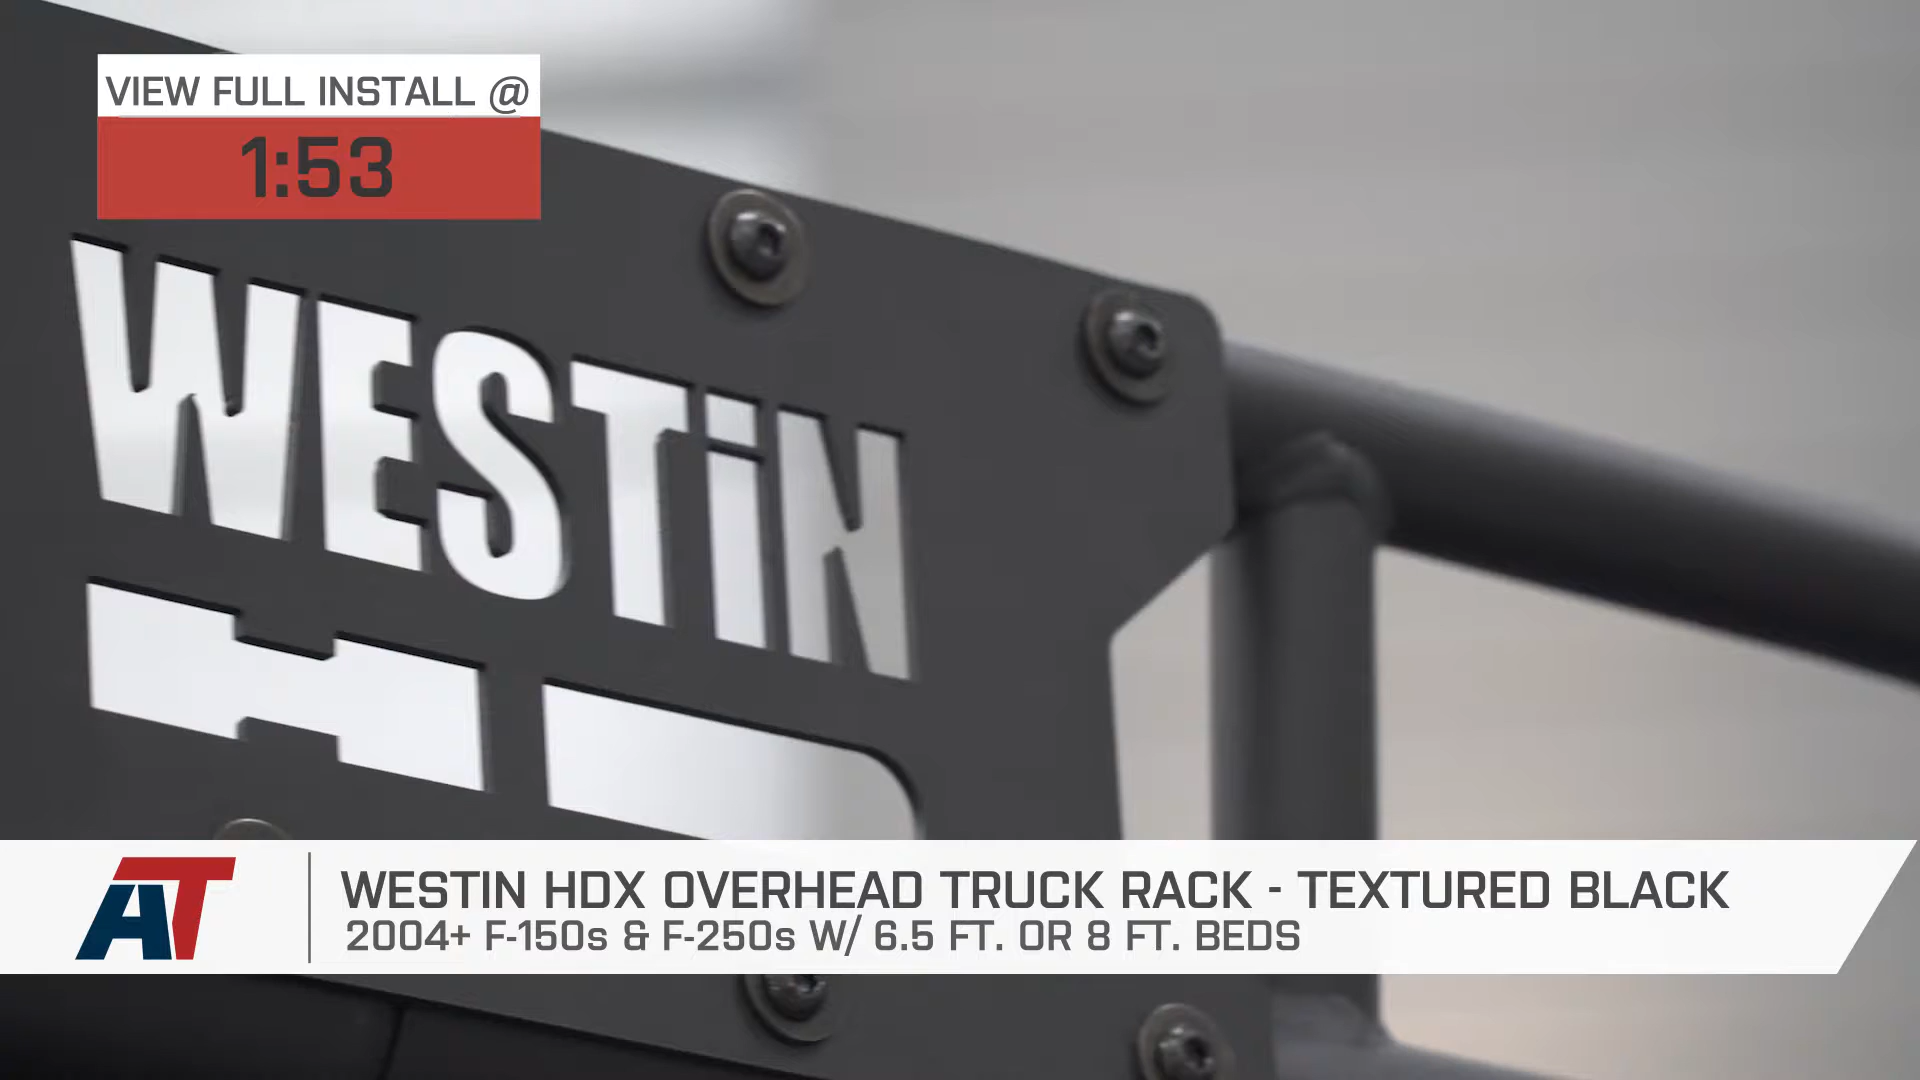 VIEW FULL INSTALL @
1:53
WESTiN
HD
AT
WESTIN HDX OVERHEAD TRUCK RACK - TEXTURED BLACK
2004+ F-150s & F-250s W/ 6.5 FT. OR 8 FT. BEDS